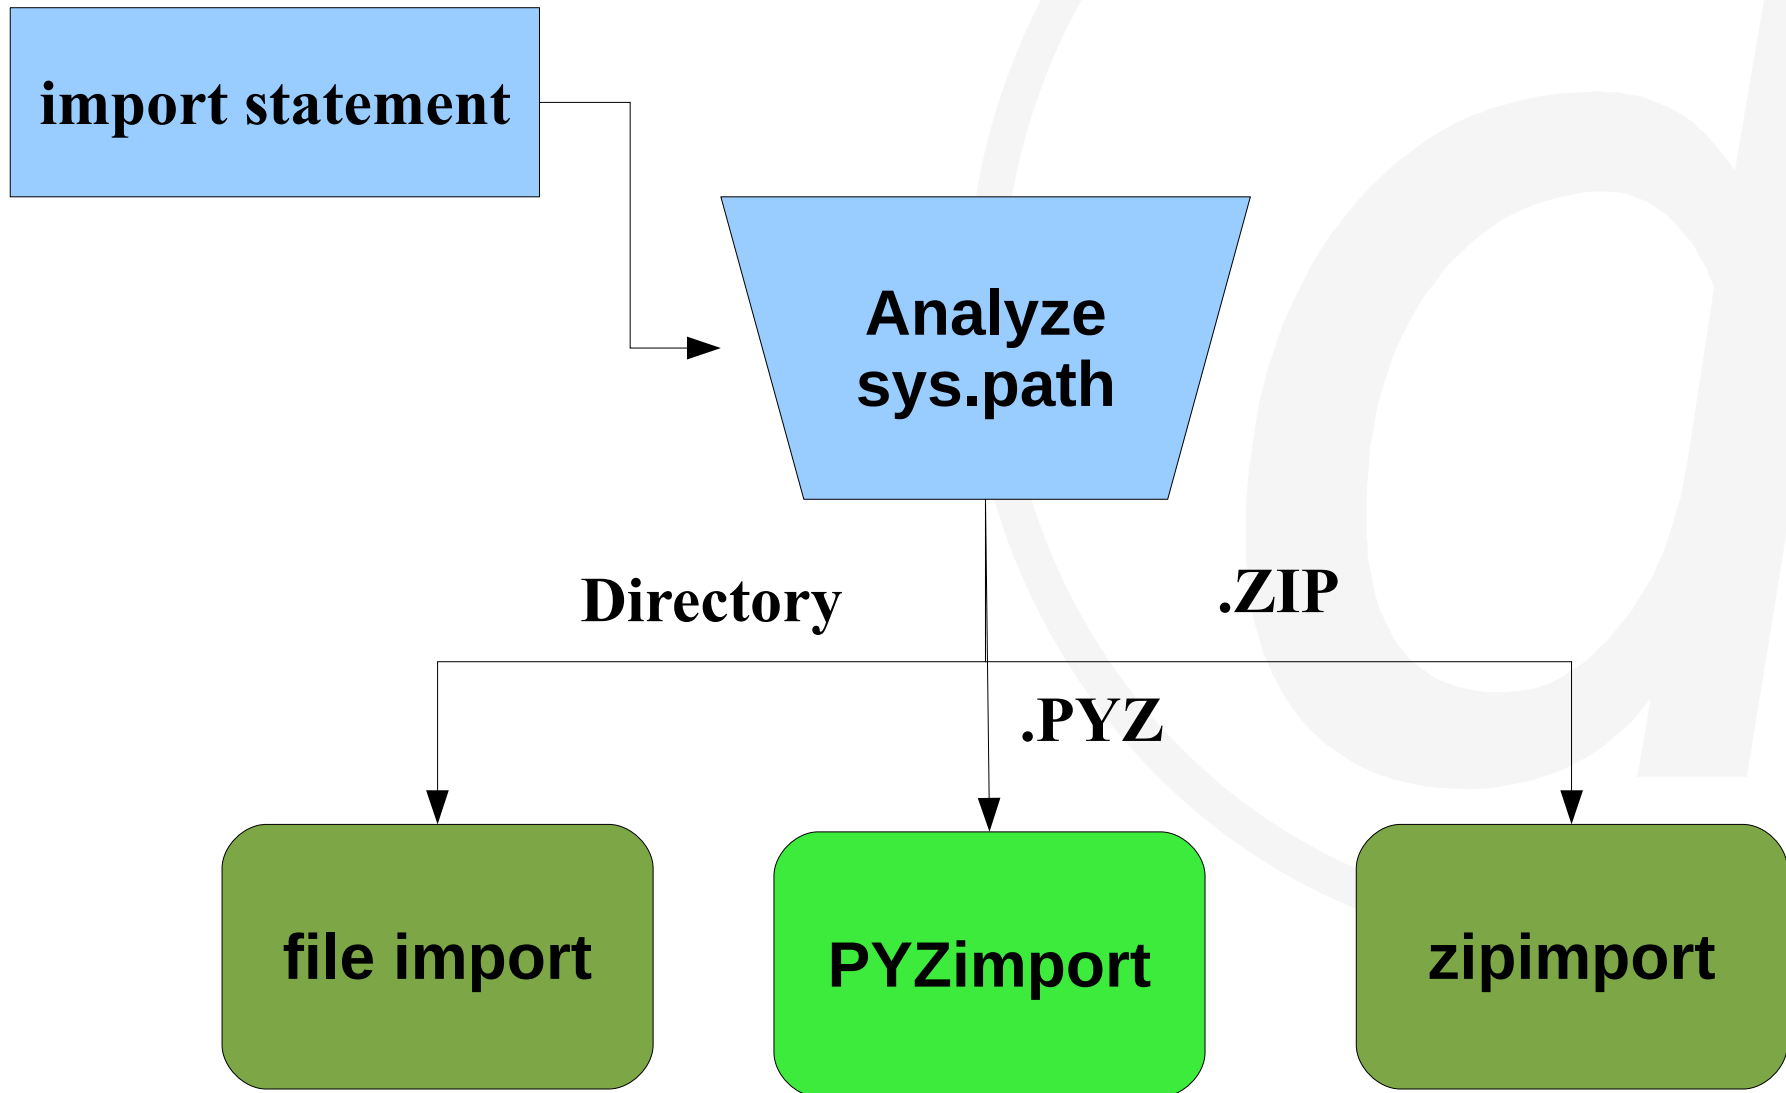 import statement
Analyze
sys.path
Directory
.ZIP
.PYZ
file import
PYZimport
zipimport